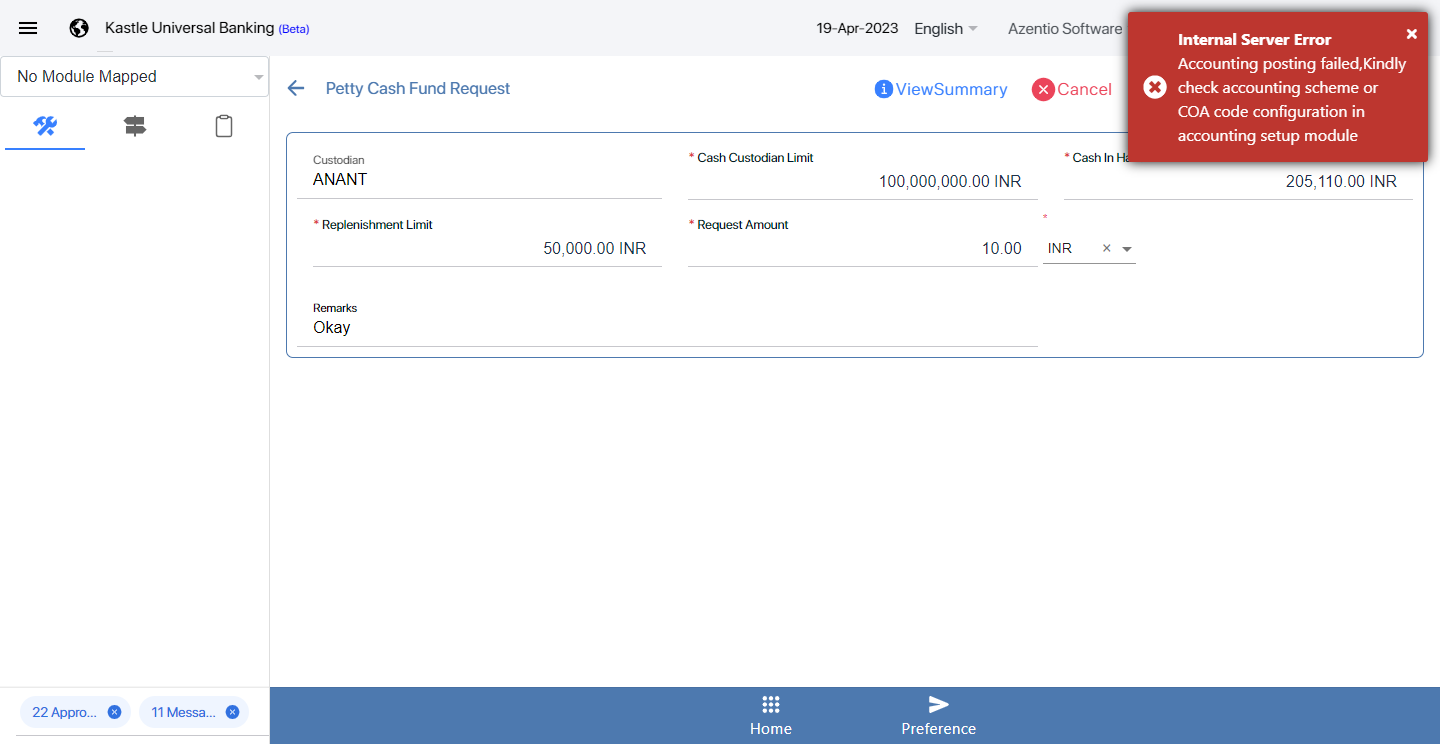 Kastle Universal Banking (Beta)
19-Apr-2023
English
Azentio Software
Internal Server Error
Accounting posting failed,Kindly
check accounting scheme or
COA code configuration in
accounting setup module
No Module Mapped
Petty Cash Fund Request
ViewSummary
Cancel
Custodian
ANANT
* Cash Custodian Limit
100,000,000.00 INR
* Cash In Ha
205,110.00 INR
* Replenishment Limit
50,000.00 INR
* Request Amount
10.00
*
INR
Remarks
Okay
22 Appro...
11 Messa...
Home
Preference